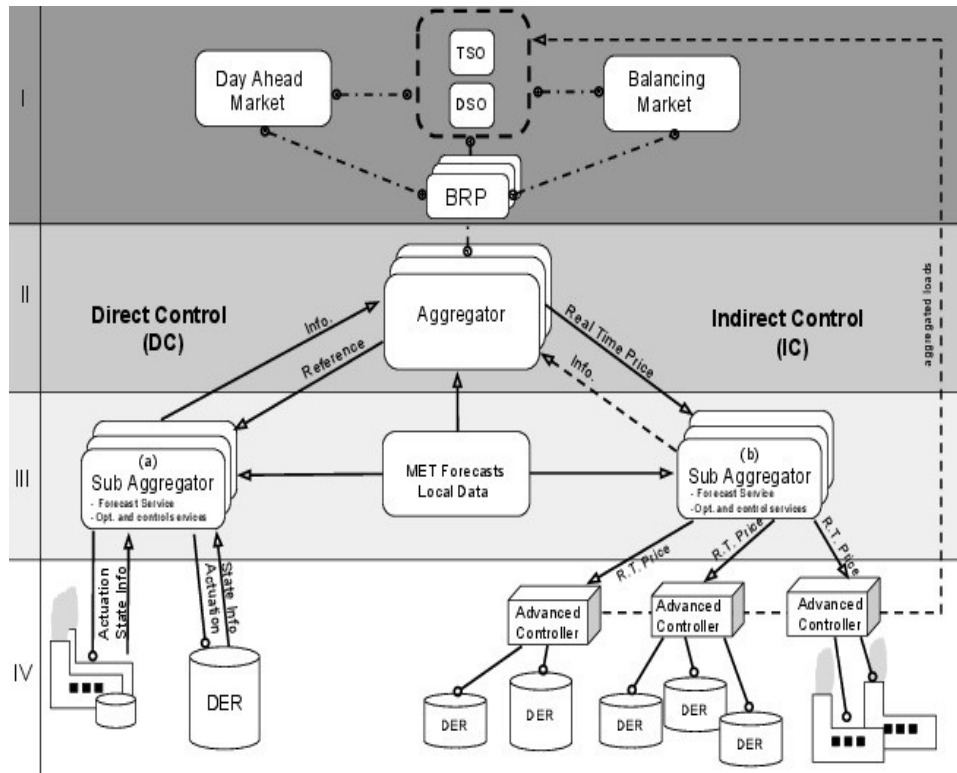 I
TSO
DSO
Day Ahead
Market
Balancing
Market
BRP
II
Direct Control
(DC)
Info.
Reference
Aggregator
Real Time Price
Info.
Indirect Control
(IC)
aggregated loads
III
(a)
Sub Aggregator
- Forecast Service
- Opt. and control services
MET Forecasts
Local Data
(b)
Sub Aggregator
- Forecast Service
- Opt. and control services
IV
Actuation
State Info
Actuation
State Info
R.T. Price
R.T. Price
R.T. Price
Advanced
Controller
Advanced
Controller
Advanced
Controller
DER
DER
DER
DER
DER
DER